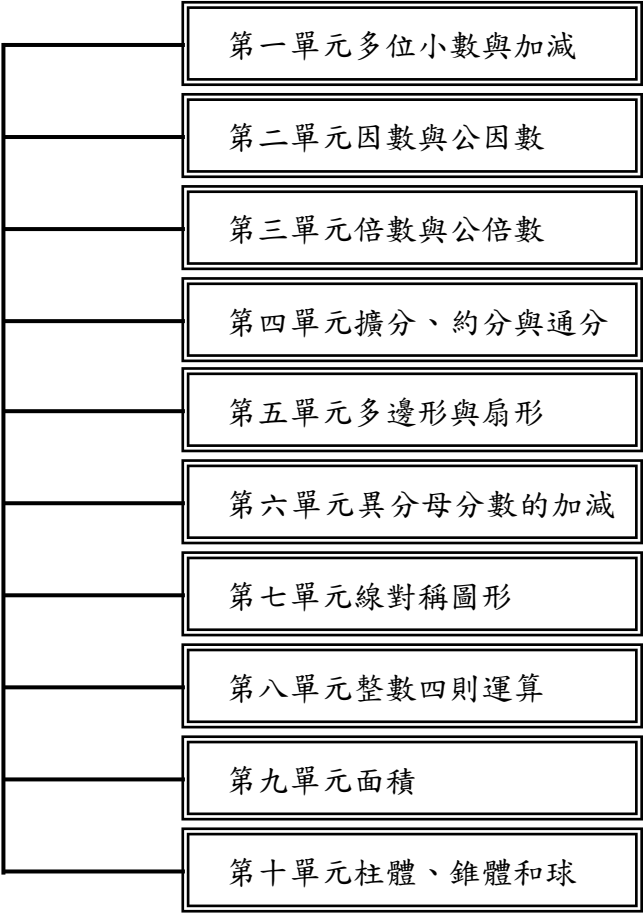 第一單元多位小數與加減
第二單元因數與公因數
第三單元倍數與公倍數
第四單元擴分、約分與通分
第五單元多邊形與扇形
第六單元異分母分數的加減
第七單元線對稱圖形
第八單元整數四則運算
第九單元面積
第十單元柱體、錐體和球